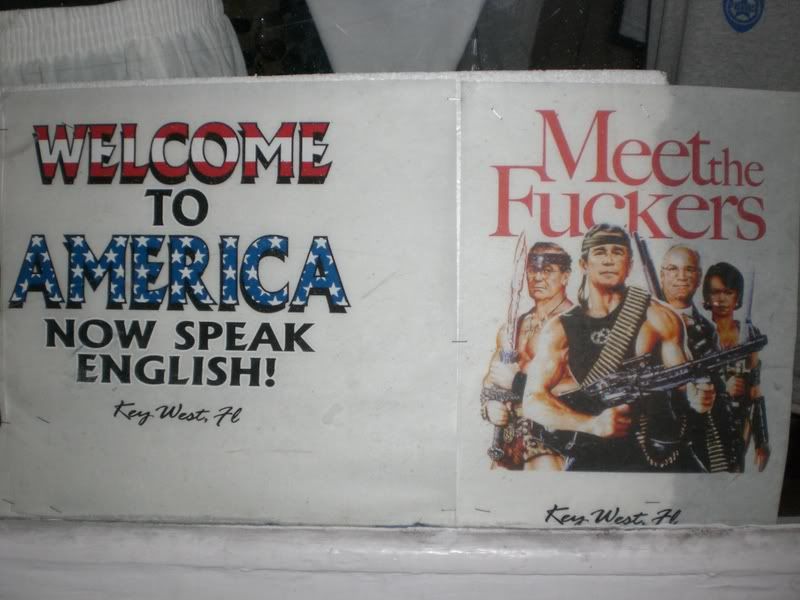 WELCOME
TO
AMERICA
NOW SPEAK
ENGLISH!
Key West, Fl
Meet the
Fuckers
Key West, Fl